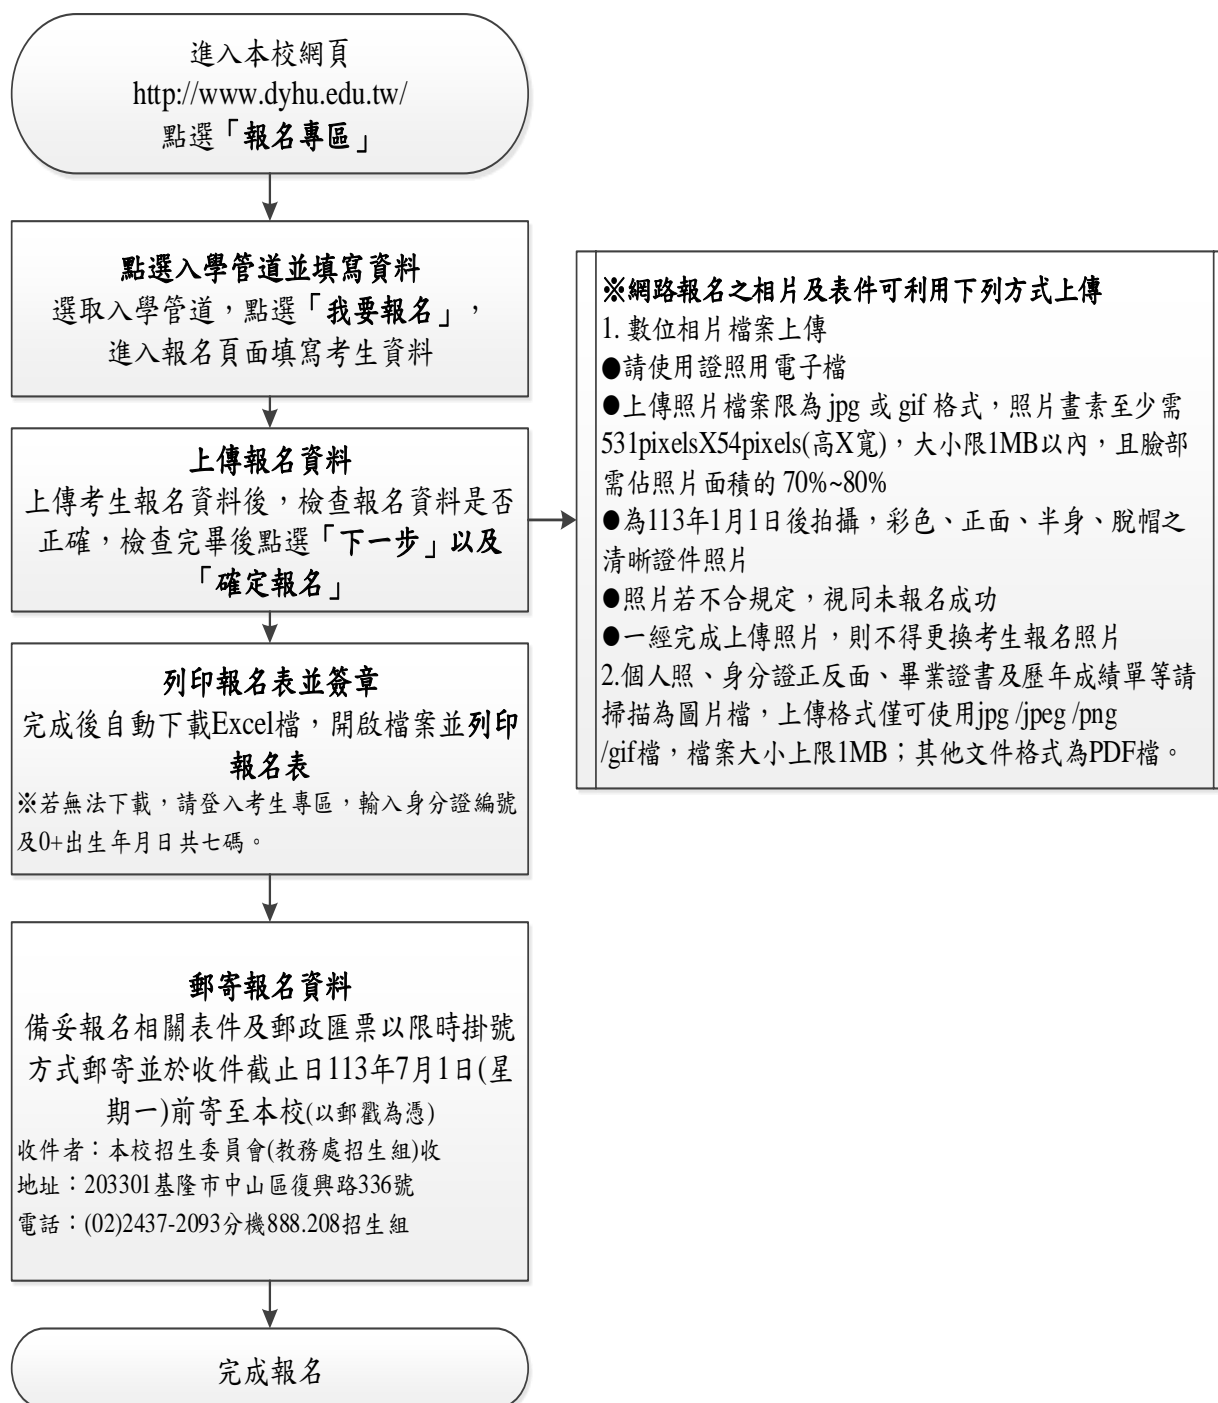 進入本校網頁
http://www.dyhu.edu.tw/
點選「報名專區」
點選入學管道並填寫資料
選取入學管道，點選「我要報名」，
進入報名頁面填寫考生資料
上傳報名資料
上傳考生報名資料後，檢查報名資料是否
正確，檢查完畢後點選「下一步」以及
「確定報名」
※網路報名之相片及表件可利用下列方式上傳
1. 數位相片檔案上傳
●請使用證照用電子檔
●上傳照片檔案限為 jpg 或 gif 格式，照片畫素至少需
531pixelsX54pixels(高X寬)，大小限1MB以內，且臉部
需佔照片面積的 70%~80%
●為113年1月1日後拍攝，彩色、正面、半身、脫帽之
清晰證件照片
●照片若不合規定，視同未報名成功
●一經完成上傳照片，則不得更換考生報名照片
2.個人照、身分證正反面、畢業證書及歷年成績單等請
掃描為圖片檔，上傳格式僅可使用jpg /jpeg /png
/gif檔，檔案大小上限1MB；其他文件格式為PDF檔。
列印報名表並簽章
完成後自動下載Excel檔，開啟檔案並列印
報名表
※若無法下載，請登入考生專區，輸入身分證編號
及0+出生年月日共七碼。
郵寄報名資料
備妥報名相關表件及郵政匯票以限時掛號
方式郵寄並於收件截止日113年7月1日(星
期一)前寄至本校(以郵戳為憑)
收件者：本校招生委員會(教務處招生組)收
地址：203301基隆市中山區復興路336號
電話：(02)2437-2093分機888.208招生組
完成報名